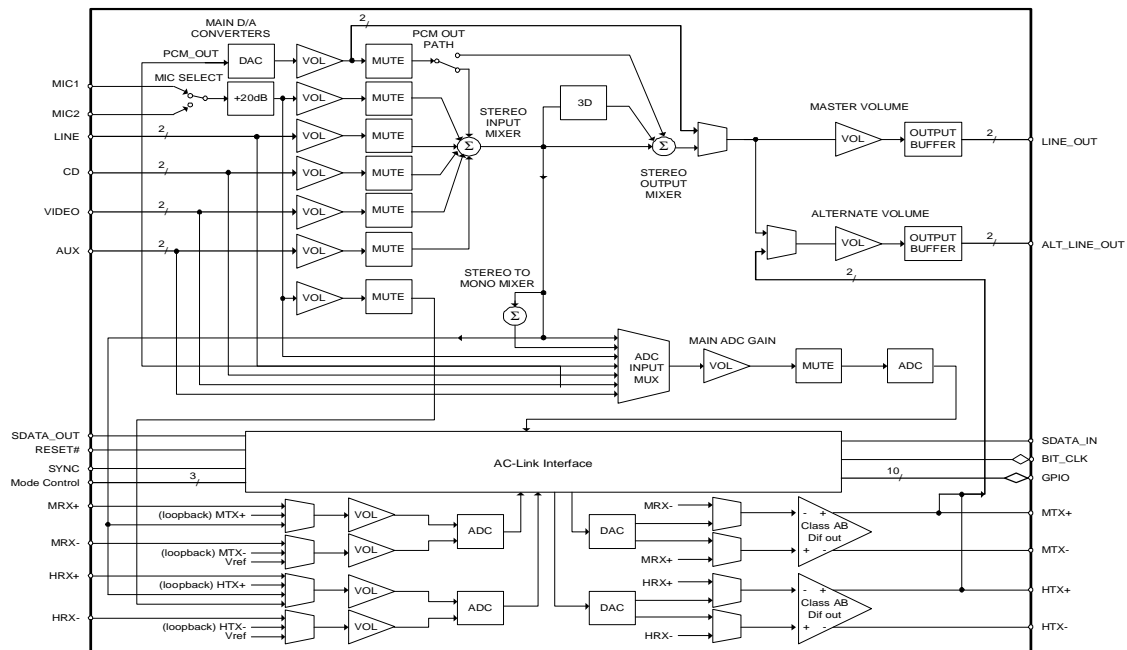 MAIN D/A
CONVERTERS
2
PCM_OUT
DAC
VOL
MUTE
PCM OUT
PATH
MIC1
MIC SELECT
+20dB
VOL
MUTE
MIC2
STEREO
INPUT
MIXER
3D
MASTER VOLUME
LINE
2
VOL
MUTE
Σ
Σ
VOL
OUTPUT
BUFFER
2
LINE_OUT
CD
2
VOL
MUTE
STEREO
OUTPUT
MIXER
VIDEO
2
VOL
MUTE
ALTERNATE VOLUME
AUX
2
VOL
MUTE
VOL
OUTPUT
BUFFER
2
ALT_LINE_OUT
STEREO TO
MONO MIXER
2
VOL
MUTE
Σ
MAIN ADC GAIN
ADC
INPUT
MUX
VOL
MUTE
ADC
SDATA_OUT
RESET#
SYNC
Mode Control
3
AC-Link Interface
SDATA_IN
BIT_CLK
10
GPIO
MRX+
(loopback) MTX+
VOL
ADC
MRX-
(loopback) MTX-
Vref
VOL
DAC
MRX-
MRX+
- +
Class AB
Dif out
+ -
MTX+
MTX-
HRX+
(loopback) HTX+
VOL
ADC
HRX-
(loopback) HTX-
Vref
VOL
DAC
HRX+
HRX-
- +
Class AB
Dif out
+ -
HTX+
HTX-